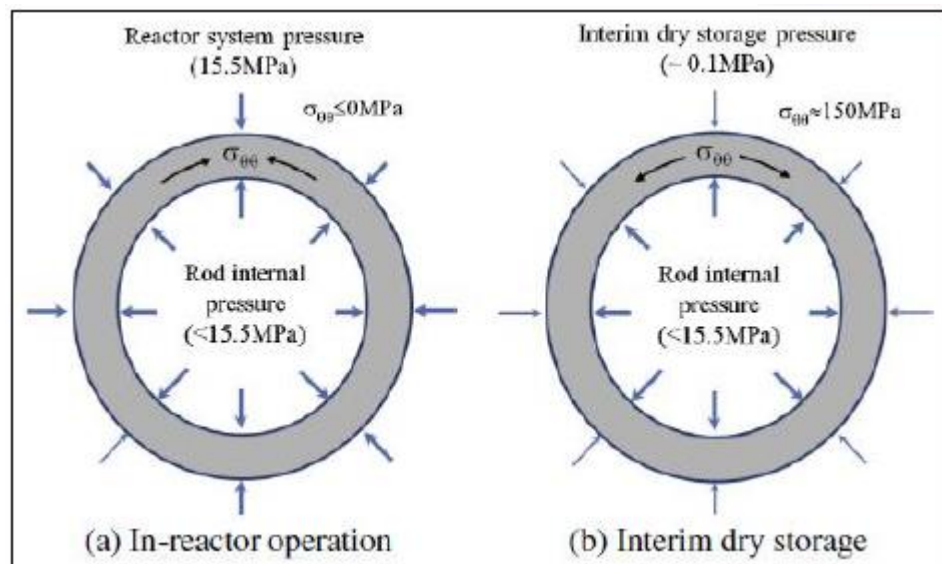 Reactor system pressure
(15.5MPa)
σθθ≤0MPa
σθθ
Rod internal
pressure
(<15.5MPa)
(a) In-reactor operation
Interim dry storage pressure
(~ 0.1MPa)
σθθ≈150MPa
σθθ
Rod internal
pressure
(<15.5MPa)
(b) Interim dry storage